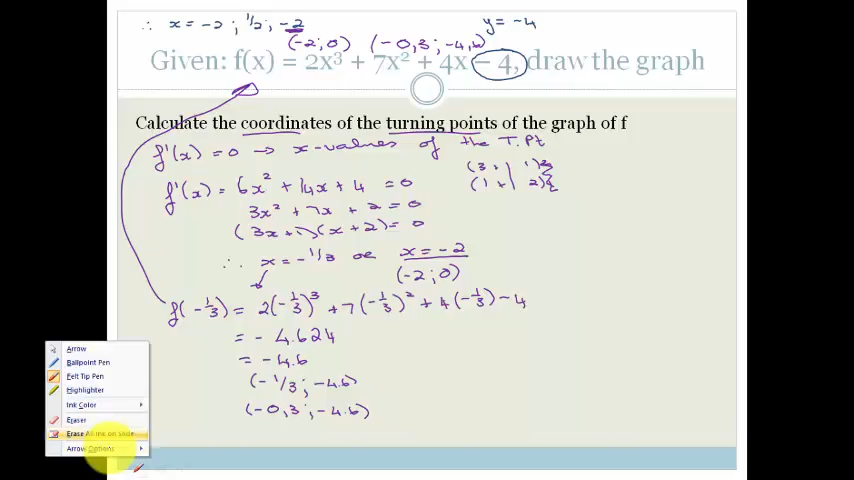 ∴ x = -2 ; 1/2 ; -2 y = -4
(-2;0) (-0,3 ; -4,6)
Given: f(x) = 2x³ + 7x² + 4x – 4, draw the graph
Calculate the coordinates of the turning points of the graph of f
f'(x) = 0 → x-values of the T.Pt
f'(x) = 6x² + 14x + 4 = 0
3x² + 7x + 2 = 0
(3x+1)(x+2) = 0
∴ x = -1/3 or x = -2
(-2;0)
f(-1/3) = 2(-1/3)³ + 7(-1/3)² + 4(-1/3) - 4
= - 4.624
= -4.6
(-1/3 ; -4.6)
(-0,3 ; -4.6)
Arrow
Ballpoint Pen
Felt Tip Pen
Highlighter
Ink Color
Eraser
Erase All Ink on Slide
Arrow Options